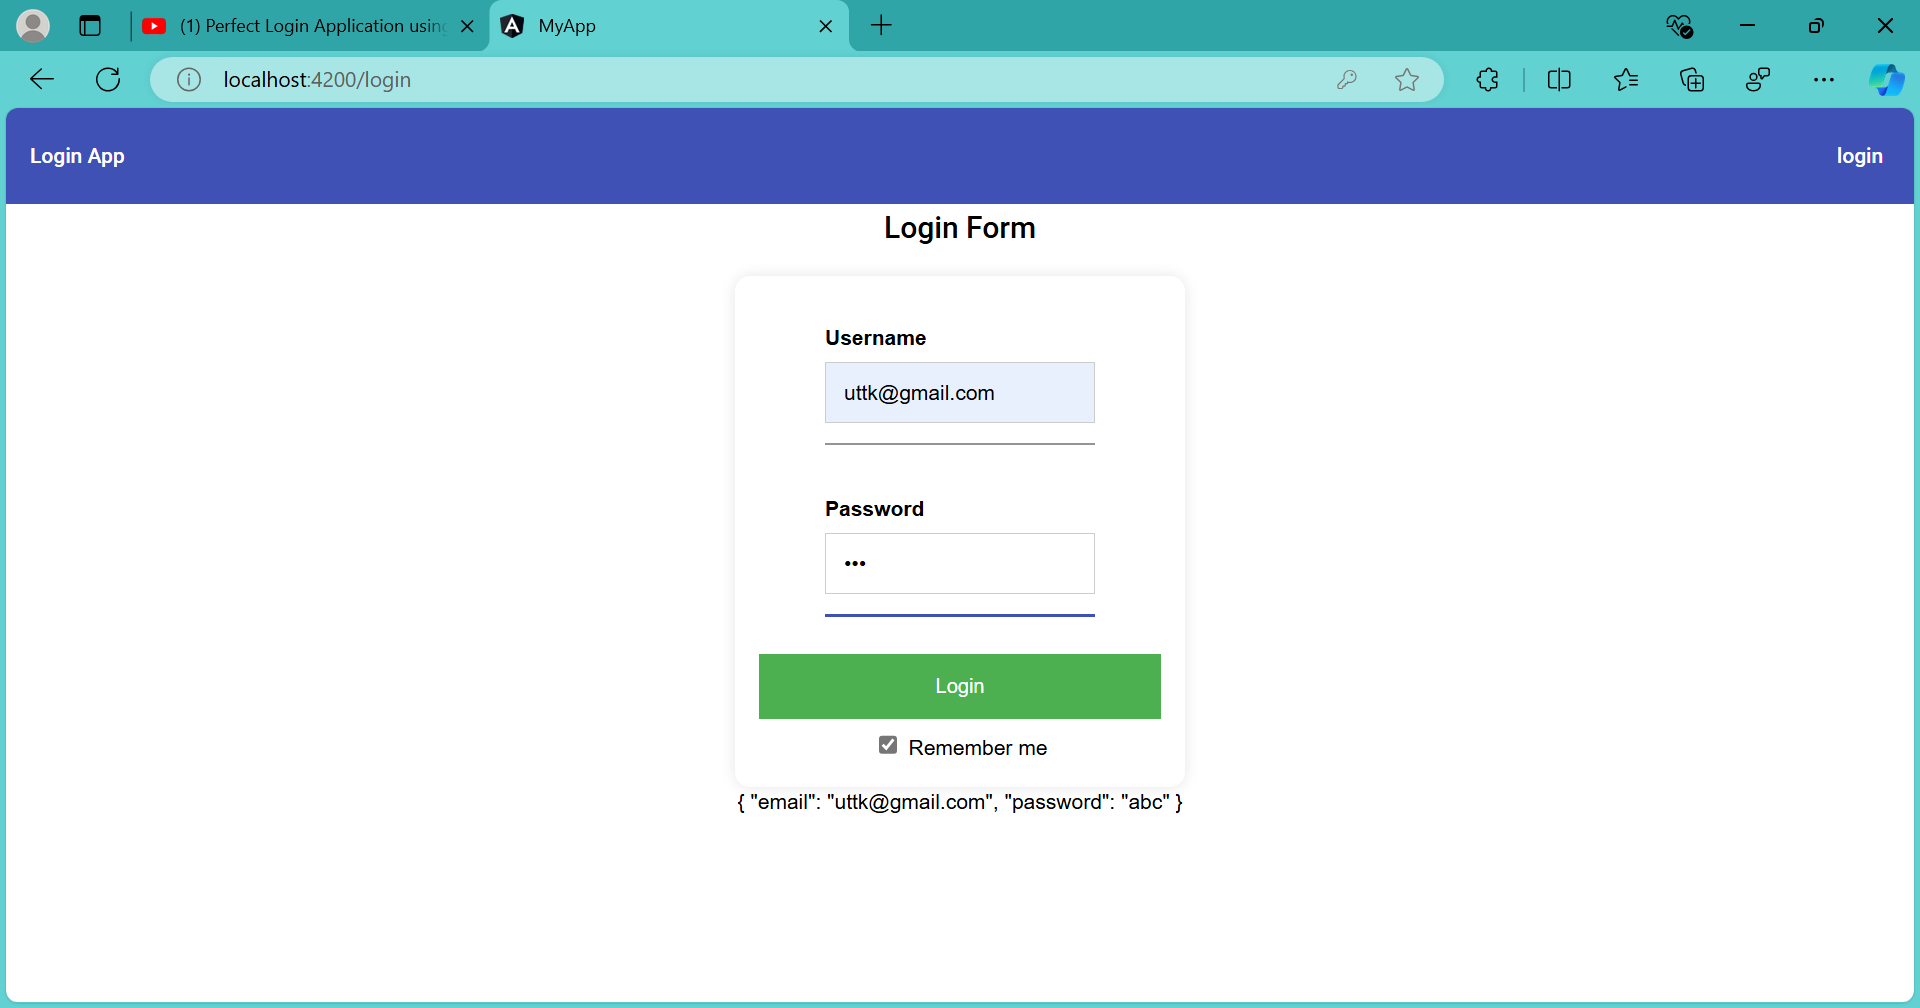 (1) Perfect Login Application using
MyApp
localhost:4200/login
Login App
login
Login Form
Username
uttk@gmail.com
Password
•••
Login
Remember me
{ "email": "uttk@gmail.com", "password": "abc" }